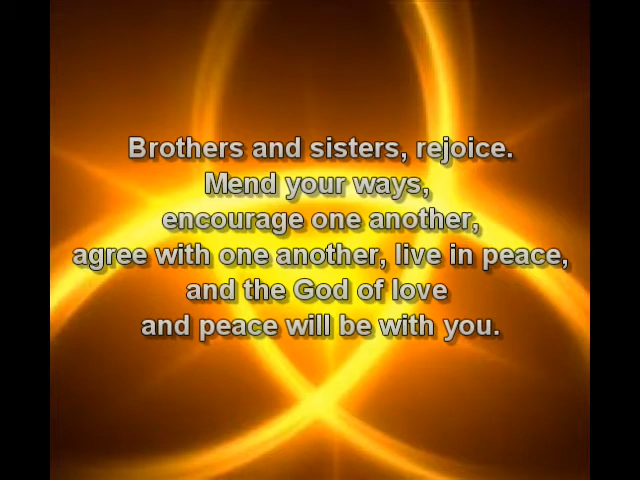 Brothers and sisters, rejoice.
Mend your ways,
encourage one another,
agree with one another, live in peace,
and the God of love
and peace will be with you.